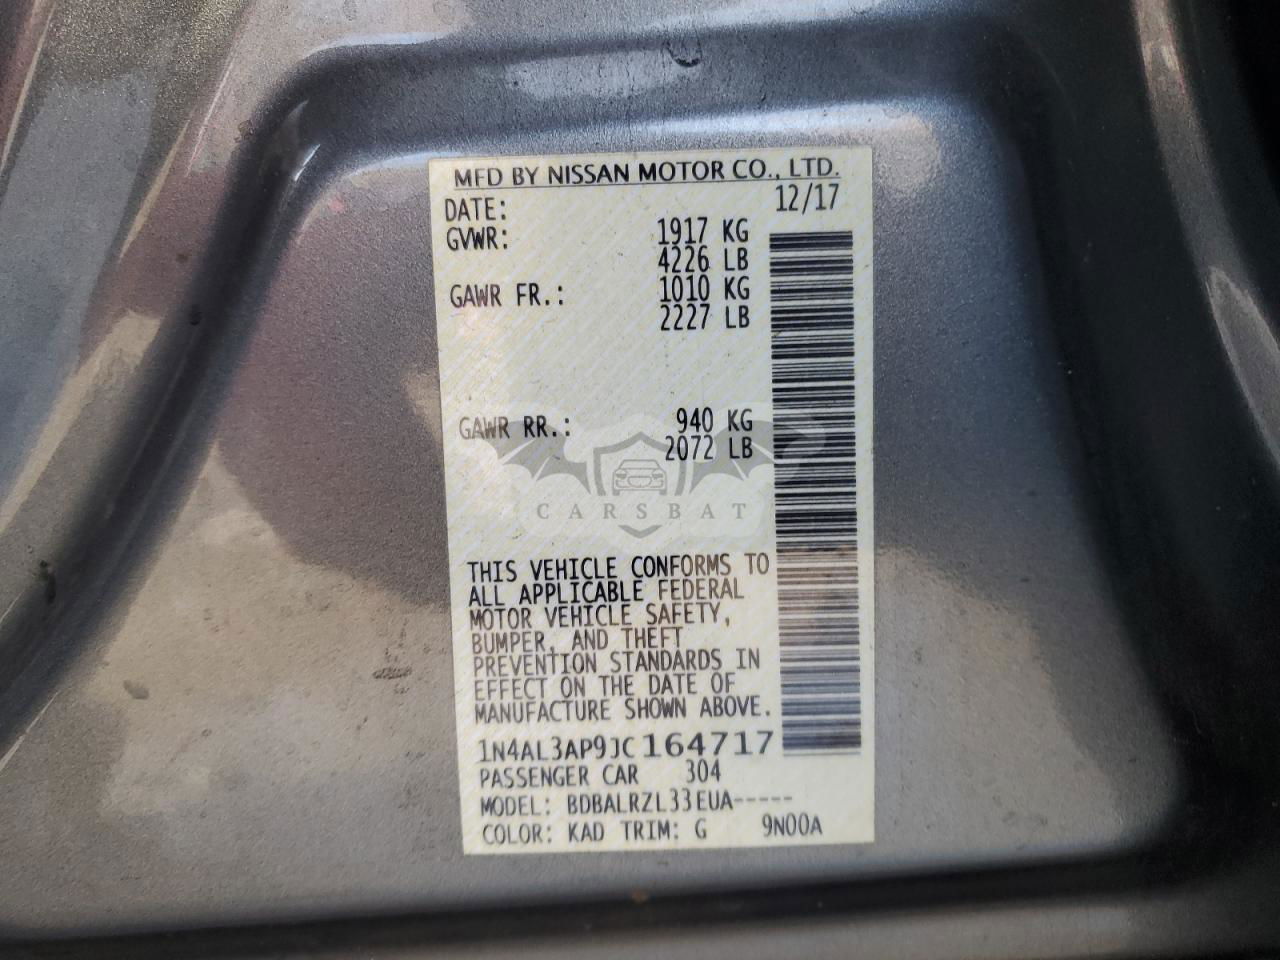 MFD BY NISSAN MOTOR CO., LTD.
DATE: 12/17
GVWR: 1917 KG
4226 LB
GAWR FR.: 1010 KG
2227 LB
GAWR RR.: 940 KG
2072 LB
CARSBAT
THIS VEHICLE CONFORMS TO
ALL APPLICABLE FEDERAL
MOTOR VEHICLE SAFETY,
BUMPER, AND THEFT
PREVENTION STANDARDS IN
EFFECT ON THE DATE OF
MANUFACTURE SHOWN ABOVE.
1N4AL3AP9JC164717
PASSENGER CAR 304
MODEL: BDBALRZL33EUA-----
COLOR: KAD TRIM: G 9N00A